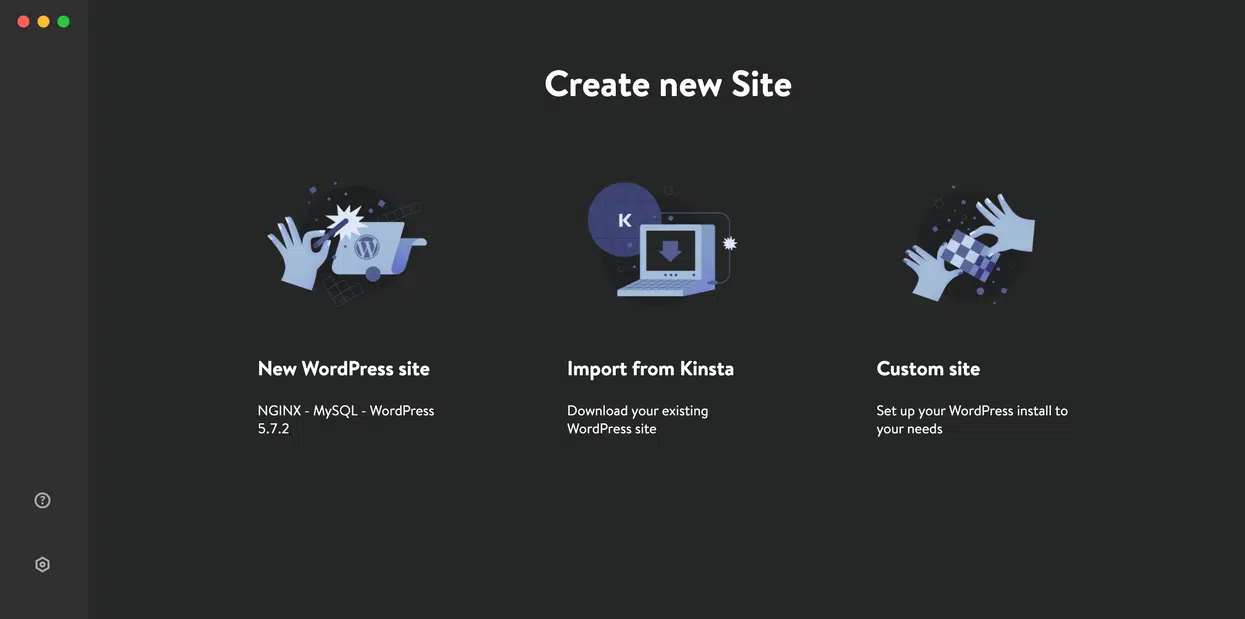 Create new Site
K
New WordPress site
NGINX - MySQL - WordPress
5.7.2
Import from Kinsta
Download your existing
WordPress site
Custom site
Set up your WordPress install to
your needs